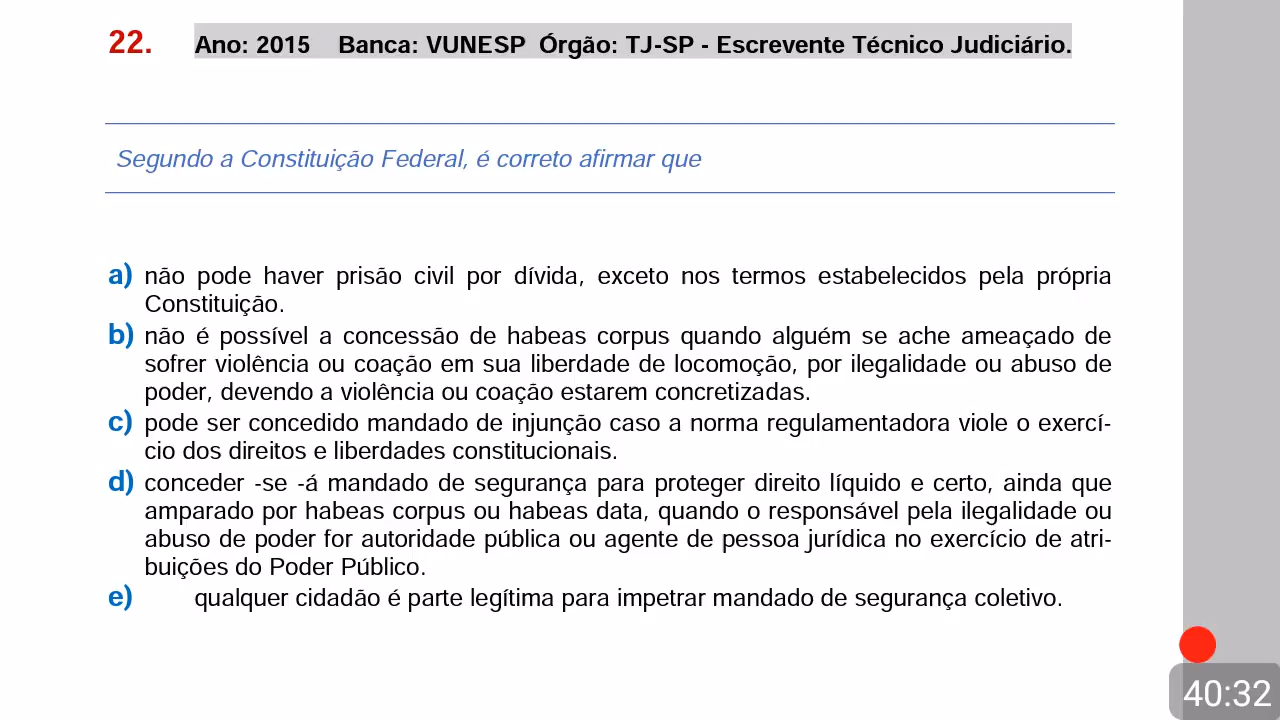 22. Ano: 2015 Banca: VUNESP Órgão: TJ-SP - Escrevente Técnico Judiciário.
Segundo a Constituição Federal, é correto afirmar que
a) não pode haver prisão civil por dívida, exceto nos termos estabelecidos pela própria
Constituição.
b) não é possível a concessão de habeas corpus quando alguém se ache ameaçado de
sofrer violência ou coação em sua liberdade de locomoção, por ilegalidade ou abuso de
poder, devendo a violência ou coação estarem concretizadas.
c) pode ser concedido mandado de injunção caso a norma regulamentadora viole o exercí-
cio dos direitos e liberdades constitucionais.
d) conceder -se -á mandado de segurança para proteger direito líquido e certo, ainda que
amparado por habeas corpus ou habeas data, quando o responsável pela ilegalidade ou
abuso de poder for autoridade pública ou agente de pessoa jurídica no exercício de atri-
buições do Poder Público.
e) qualquer cidadão é parte legítima para impetrar mandado de segurança coletivo.
40:32